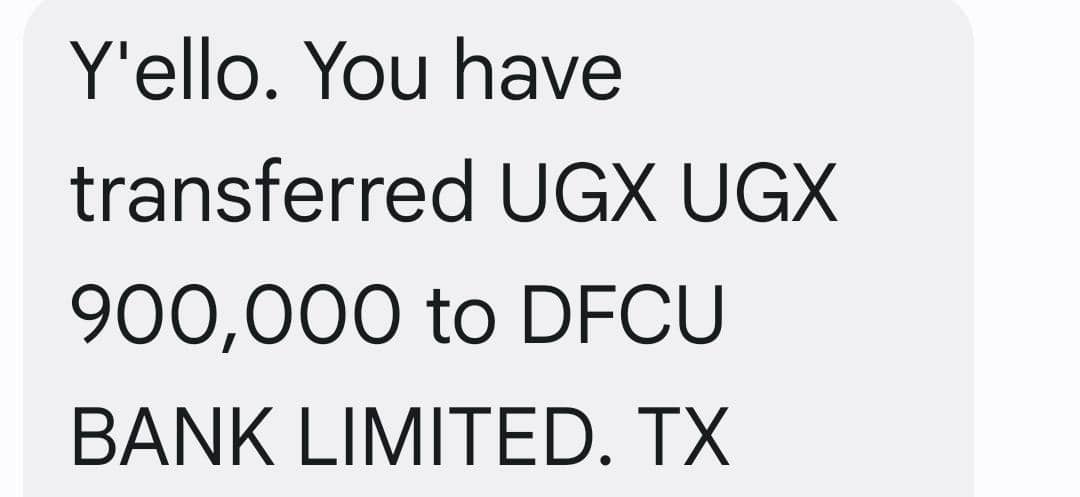 Y'ello. You have
transferred UGX UGX
900,000 to DFCU
BANK LIMITED. TX